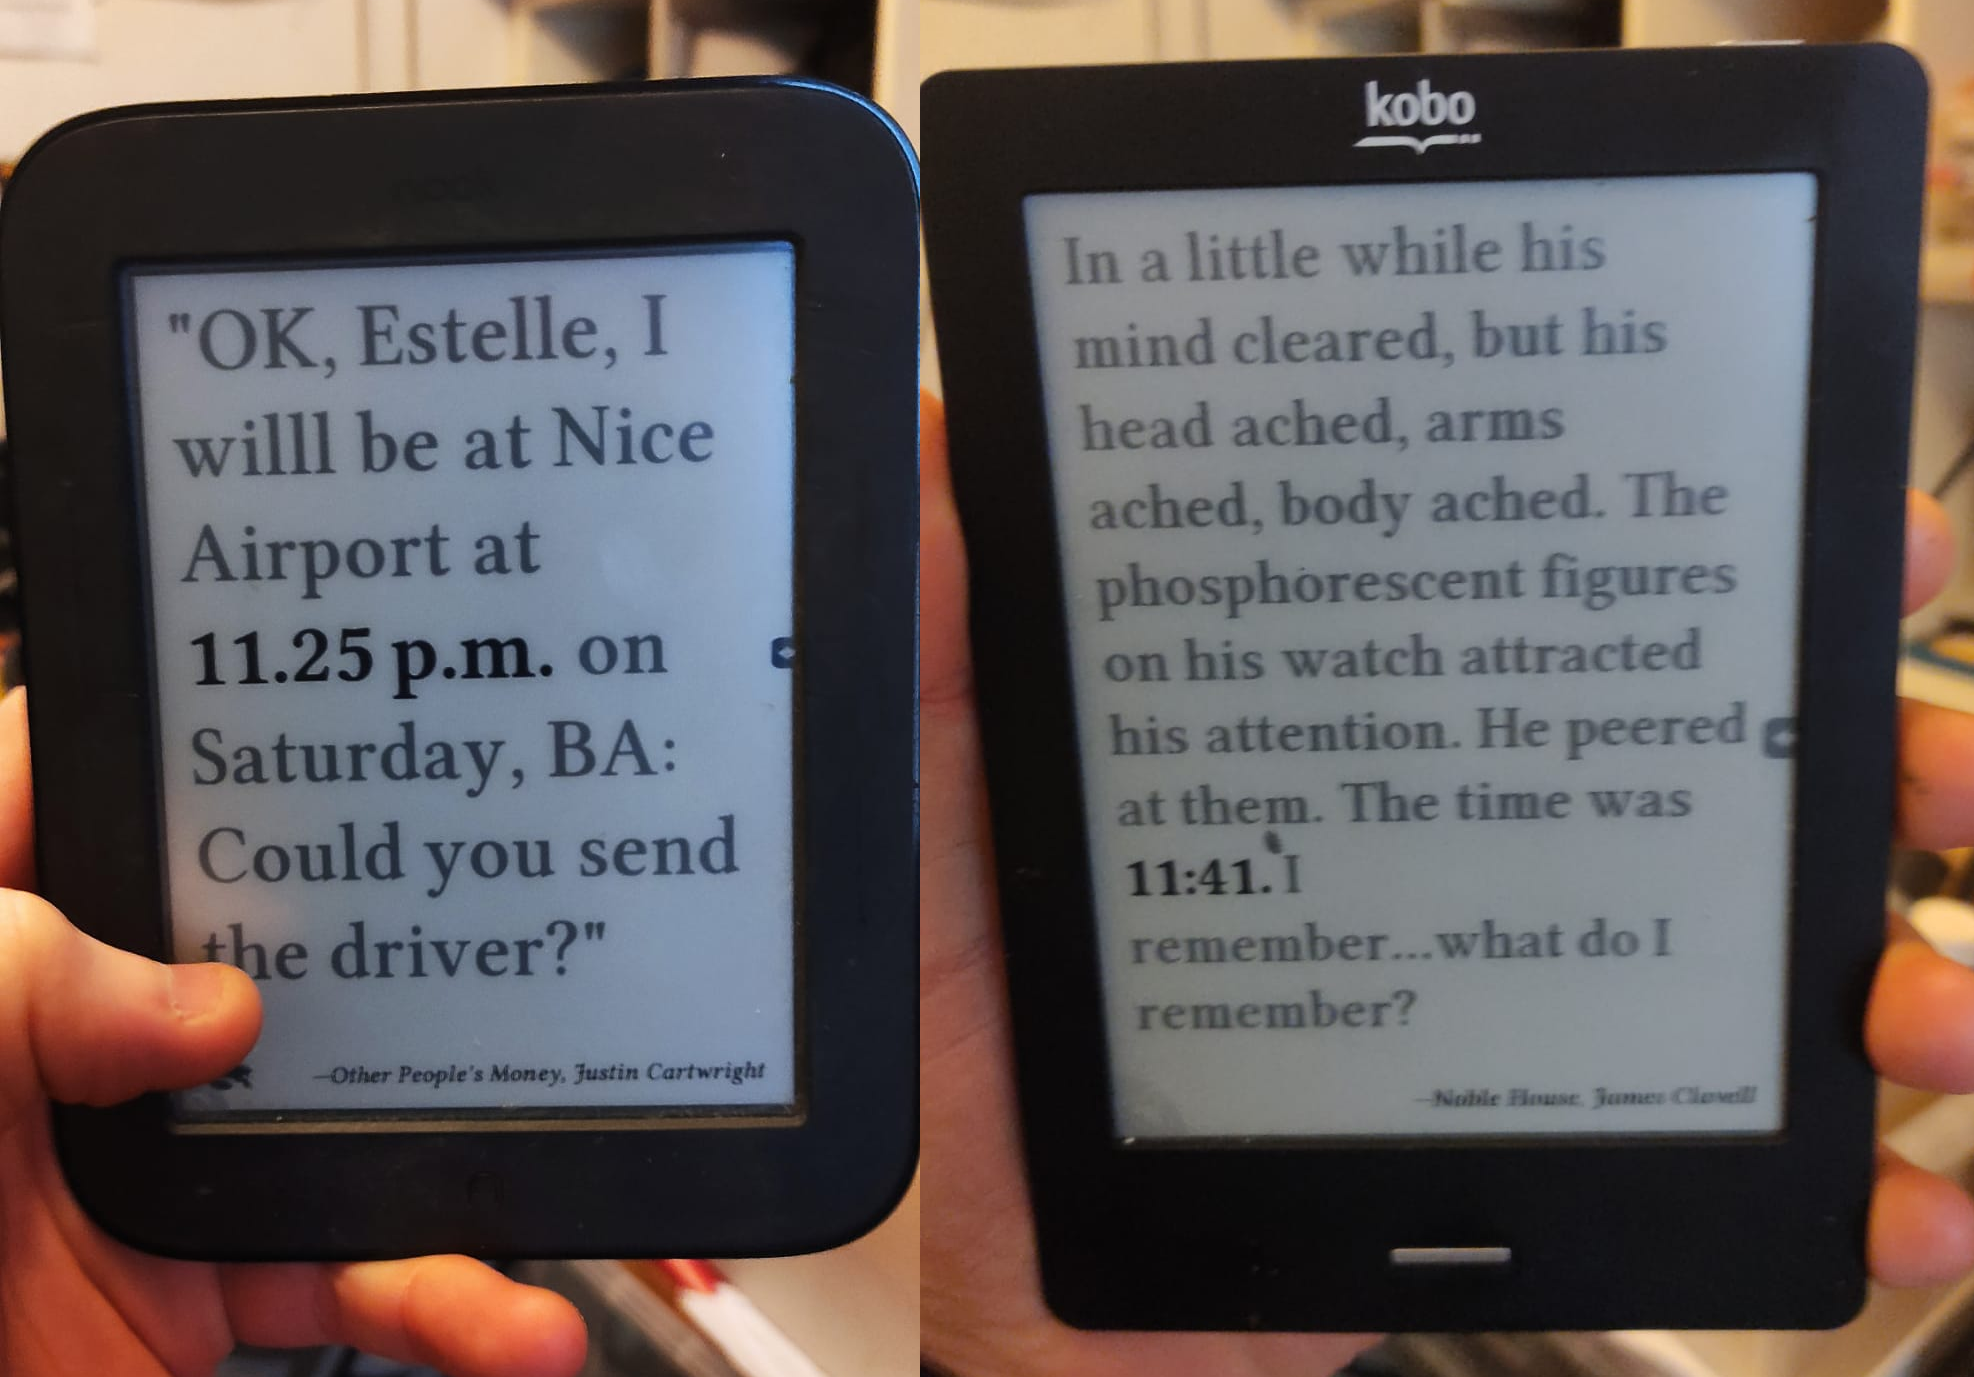 "OK, Estelle, I
willl be at Nice
Airport at
11.25 p.m. on
Saturday, BA:
Could you send
the driver?"
—Other People's Money, Justin Cartwright
kobo
In a little while his
mind cleared, but his
head ached, arms
ached, body ached. The
phosphorescent figures
on his watch attracted
his attention. He peered
at them. The time was
11:41. I
remember...what do I
remember?
—Noble House, James Clavell